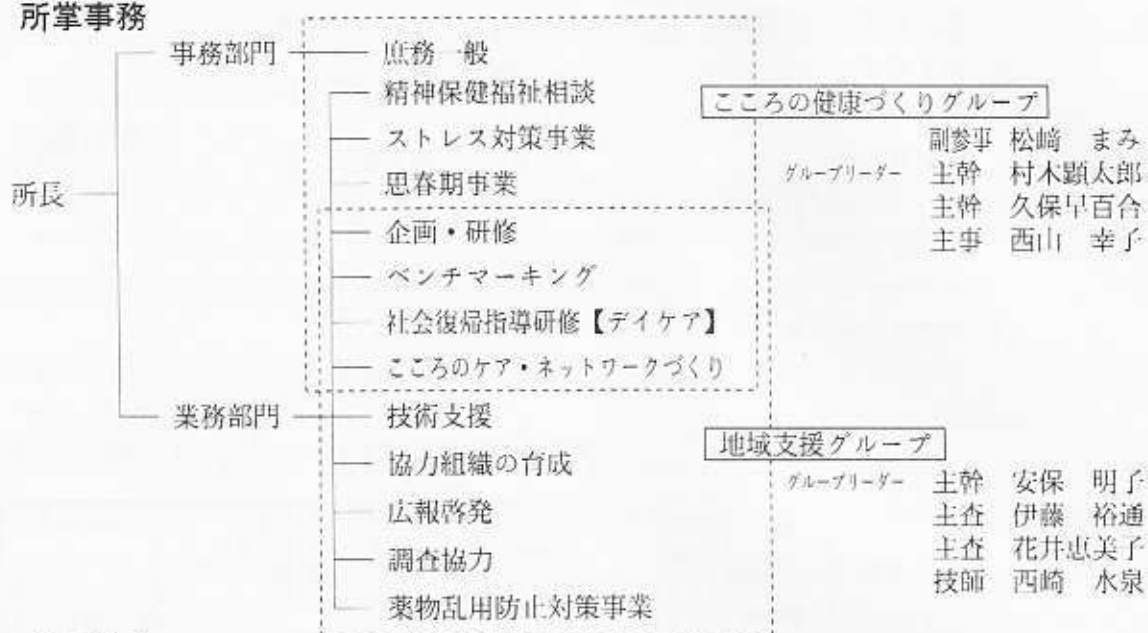 所掌事務
所長
事務部門
庶務一般
業務部門
精神保健福祉相談
ストレス対策事業
思春期事業
企画・研修
ベンチマーキング
社会復帰指導研修【デイケア】
こころのケア・ネットワークづくり
技術支援
協力組織の育成
広報啓発
調査協力
薬物乱用防止対策事業
こころの健康づくりグループ
副参事 松崎 まみ
グループリーダー 主幹 村木顕太郎
主幹 久保早百合
主事 西山 幸子
地域支援グループ
グループリーダー 主幹 安保 明子
主査 伊藤 裕通
主査 花井恵美子
技師 西崎 水泉